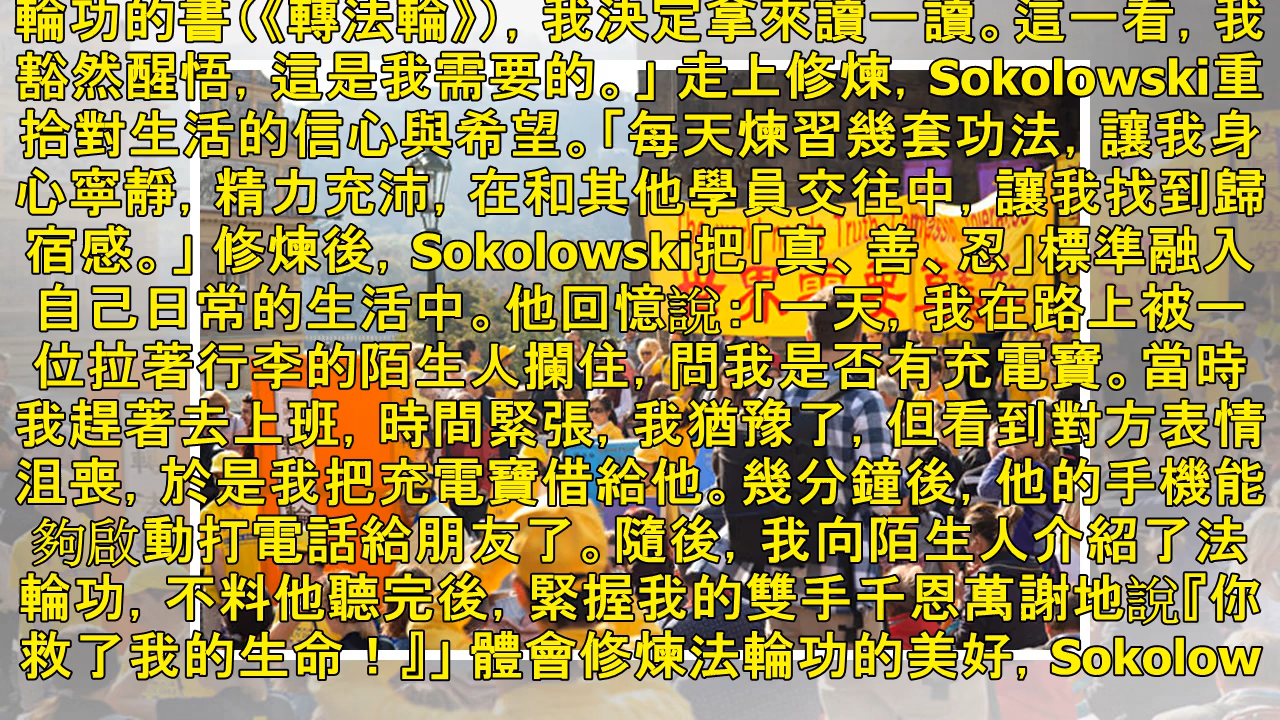 輪功的書(《轉法輪》)，我決定拿來讀一讀。這一看，我
豁然醒悟，這是我需要的。」走上修煉，Sokolowski重
拾對生活的信心與希望。「每天煉習幾套功法，讓我身
心寧靜，精力充沛，在和其他學員交往中，讓我找到歸
宿感。」修煉後，Sokolowski把「真、善、忍」標準融入
自己日常的生活中。他回憶說：「一天，我在路上被一
位拉著行李的陌生人攔住，問我是否有充電寶。當時
我趕著去上班，時間緊張，我猶豫了，但看到對方表情
沮喪，於是我把充電寶借給他。幾分鐘後，他的手機能
夠啟動打電話給朋友了。隨後，我向陌生人介紹了法
輪功，不料他聽完後，緊握我的雙手千恩萬謝地說『你
救了我的生命！』」體會修煉法輪功的美好，Sokolow